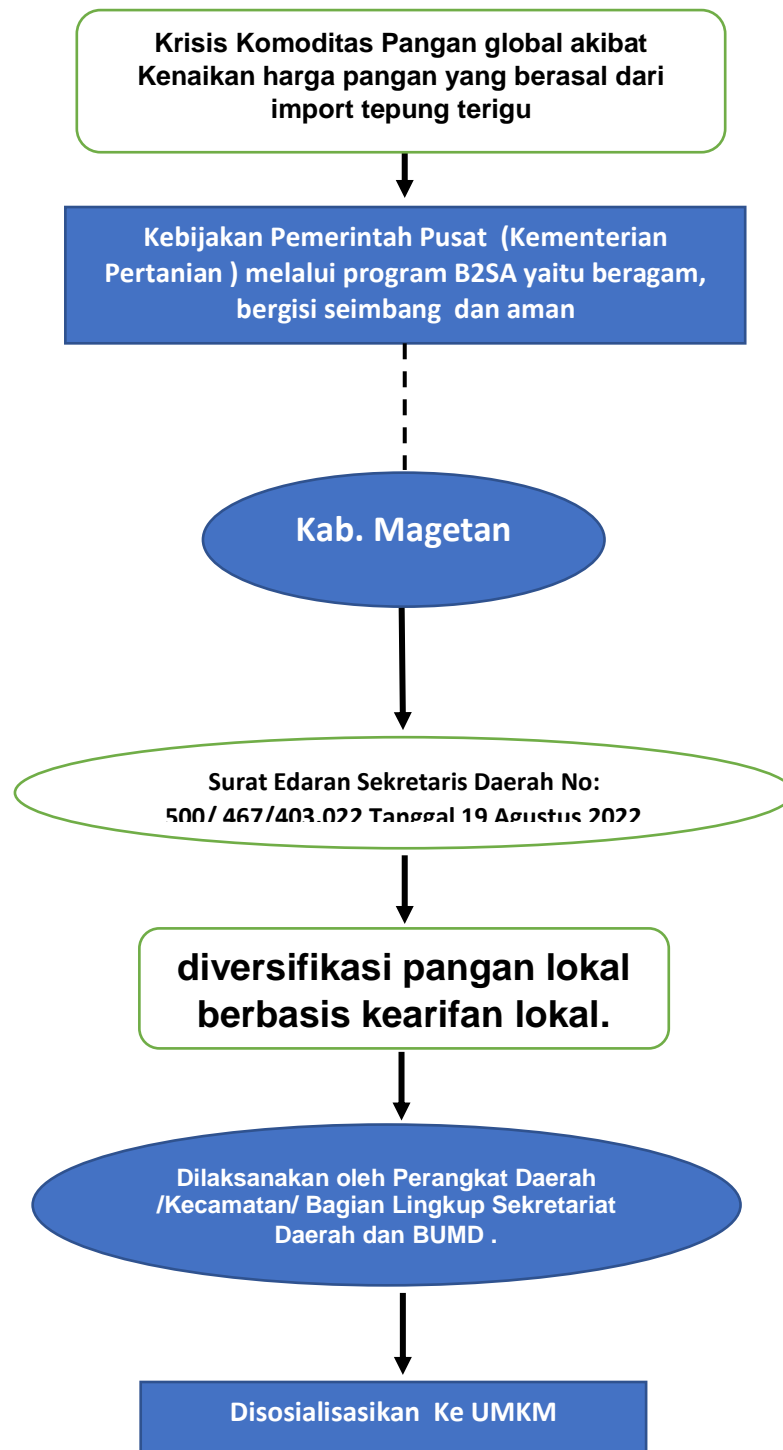 Krisis Komoditas Pangan global akibat
Kenaikan harga pangan yang berasal dari
import tepung terigu
Kebijakan Pemerintah Pusat (Kementerian
Pertanian ) melalui program B2SA yaitu beragam,
bergisi seimbang dan aman
Kab. Magetan
Surat Edaran Sekretaris Daerah No:
500/ 467/403.022 Tanggal 19 Agustus 2022
diversifikasi pangan lokal
berbasis kearifan lokal.
Dilaksanakan oleh Perangkat Daerah
/Kecamatan/ Bagian Lingkup Sekretariat
Daerah dan BUMD .
Disosialisasikan Ke UMKM